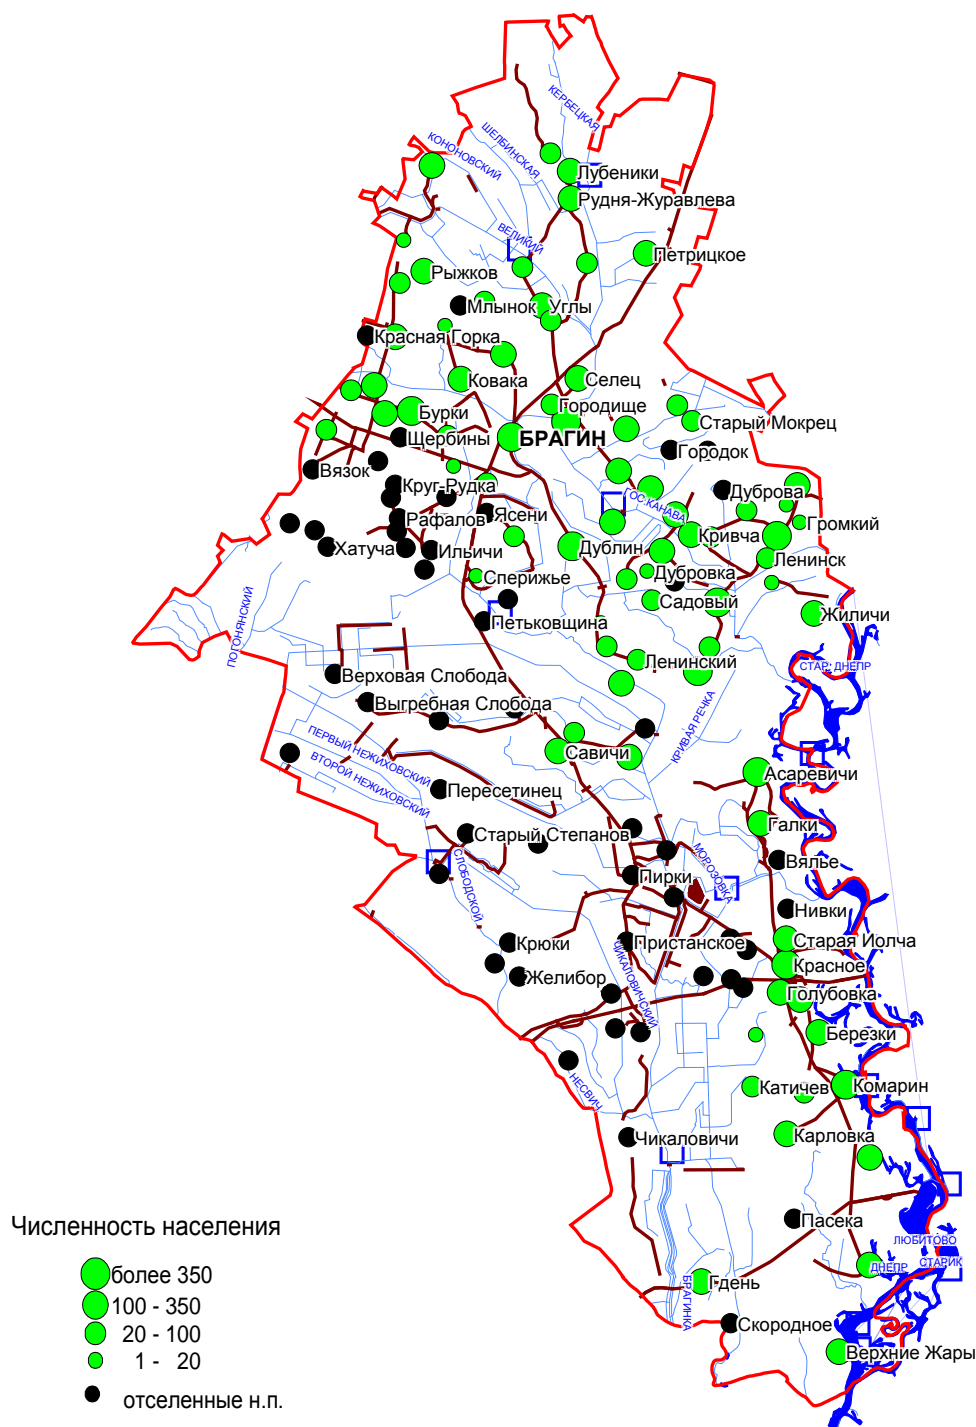 КЕРБЕЦКАЯ
ШЕЛБИНСКАЯ
КОНОНОВСКИЙ
Лубеники
Рудня-Журавлева
ВЕЛИКИЙ
Петрицкое
Рыжков
Млынок
Углы
Красная Горка
Ковака
Селец
Бурки
Городище
Старый Мокрец
Щербины
БРАГИН
Городок
Вязок
Круг-Рудка
Дуброва
ГОС.КАНАВА
Рафалов
Ясени
Громкий
Кривча
Хатуча
Ильичи
Дублин
Ленинск
Сперижье
Дубровка
Садовый
Жиличи
Петьковщина
ПОГОНЯНСКИЙ
Ленинский
СТАР. ДНЕПР
Верховая Слобода
Выгребная Слобода
КРИВАЯ РЕЧКА
ПЕРВЫЙ НЕЖИХОВСКИЙ
Савичи
ВТОРОЙ НЕЖИХОВСКИЙ
Асаревичи
Пересетинец
Галки
Старый Степанов
МОРОЗОВКА
Вялье
СЛОБОДСКОЙ
Пирки
Нивки
Крюки
Пристанское
Старая Иолча
Красное
Желибор
ЧИКАЛОВИЧСКИЙ
Голубовка
Березки
НЕСВИЧ
Катичев
Комарин
Чикаловичи
Карловка
Пасека
ЛЮБИТОВО
СТАРИК
ДНЕПР
Гдень
БРАГИНКА
Скородное
Верхние Жары
Численность населения
более 350
100 - 350
20 - 100
1 - 20
отселенные н.п.